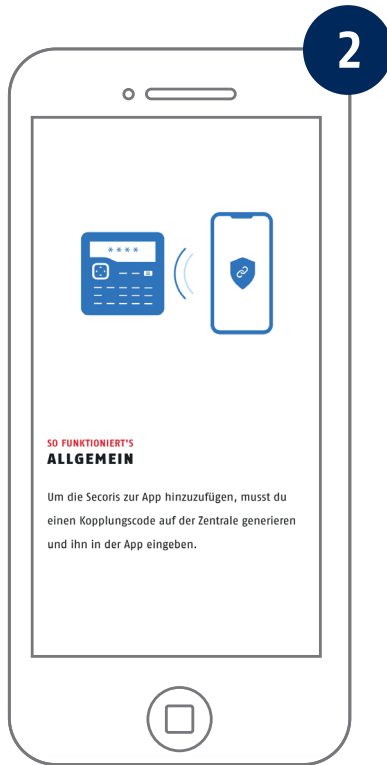 2
* * * *
SO FUNKTIONIERT'S
ALLGEMEIN
Um die Secoris zur App hinzuzufügen, musst du
einen Kopplungscode auf der Zentrale generieren
und ihn in der App eingeben.